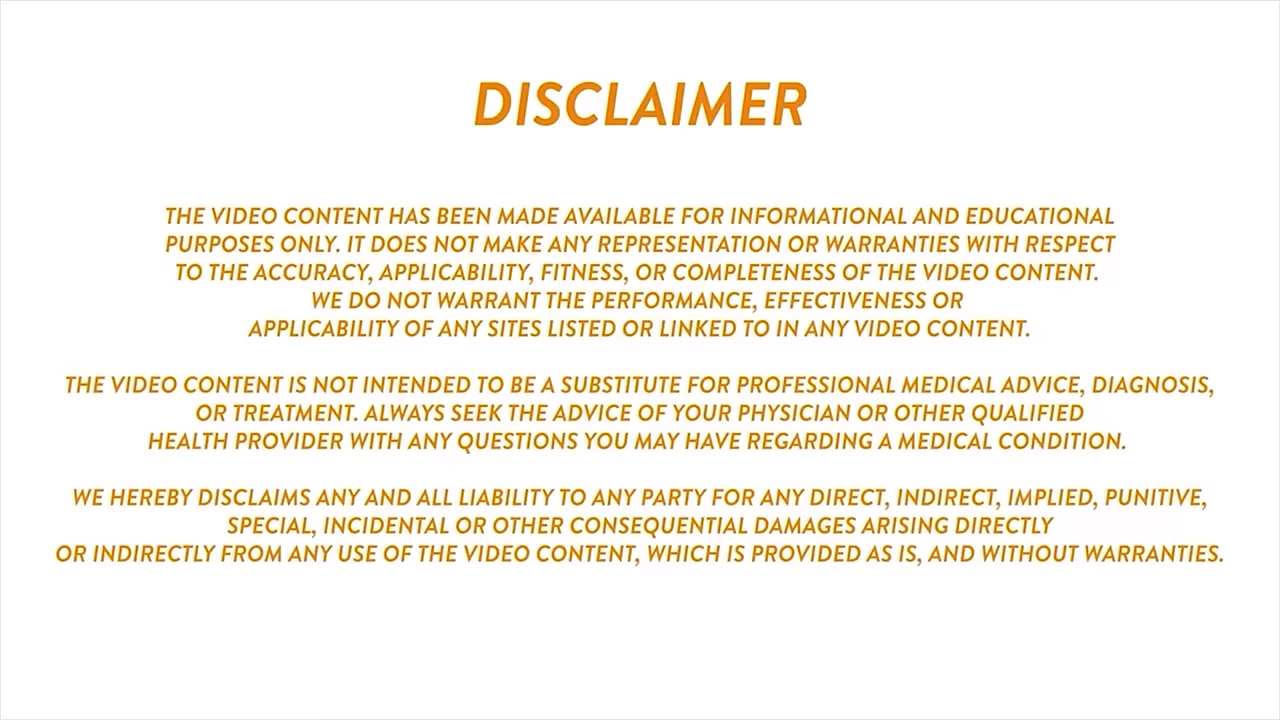 DISCLAIMER
THE VIDEO CONTENT HAS BEEN MADE AVAILABLE FOR INFORMATIONAL AND EDUCATIONAL
PURPOSES ONLY. IT DOES NOT MAKE ANY REPRESENTATION OR WARRANTIES WITH RESPECT
TO THE ACCURACY, APPLICABILITY, FITNESS, OR COMPLETENESS OF THE VIDEO CONTENT.
WE DO NOT WARRANT THE PERFORMANCE, EFFECTIVENESS OR
APPLICABILITY OF ANY SITES LISTED OR LINKED TO IN ANY VIDEO CONTENT.
THE VIDEO CONTENT IS NOT INTENDED TO BE A SUBSTITUTE FOR PROFESSIONAL MEDICAL ADVICE, DIAGNOSIS,
OR TREATMENT. ALWAYS SEEK THE ADVICE OF YOUR PHYSICIAN OR OTHER QUALIFIED
HEALTH PROVIDER WITH ANY QUESTIONS YOU MAY HAVE REGARDING A MEDICAL CONDITION.
WE HEREBY DISCLAIMS ANY AND ALL LIABILITY TO ANY PARTY FOR ANY DIRECT, INDIRECT, IMPLIED, PUNITIVE,
SPECIAL, INCIDENTAL OR OTHER CONSEQUENTIAL DAMAGES ARISING DIRECTLY
OR INDIRECTLY FROM ANY USE OF THE VIDEO CONTENT, WHICH IS PROVIDED AS IS, AND WITHOUT WARRANTIES.